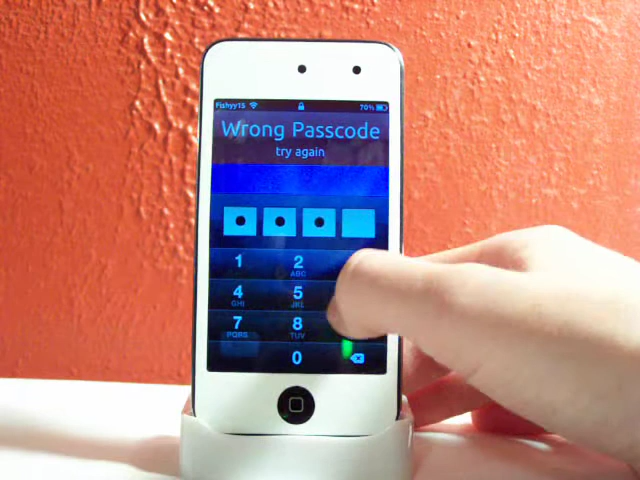 Fishyy15 70%
Wrong Passcode
try again
1 2
ABC
4 5
GHI JKL
7 8
PQRS TUV
0